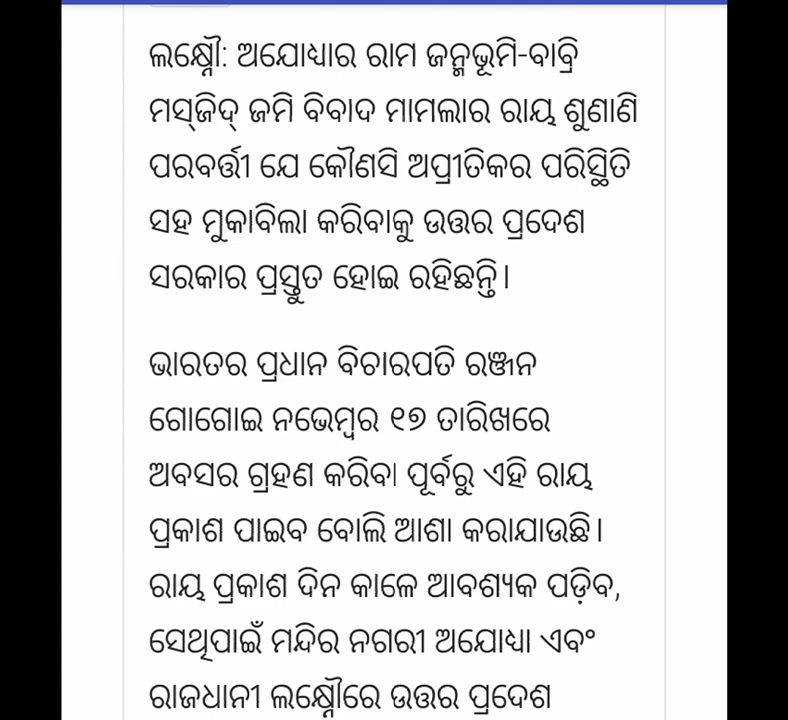 ଲକ୍ଷ୍ନୌ: ଅଯୋଧ୍ୟାର ରାମ ଜନ୍ମଭୂମି-ବାବ୍ରି
ମସ୍‌ଜିଦ୍ ଜମି ବିବାଦ ମାମଲାର ରାୟ ଶୁଣାଣି
ପରବର୍ତ୍ତୀ ଯେ କୌଣସି ଅପ୍ରୀତିକର ପରିସ୍ଥିତି
ସହ ମୁକାବିଲା କରିବାକୁ ଉତ୍ତର ପ୍ରଦେଶ
ସରକାର ପ୍ରସ୍ତୁତ ହୋଇ ରହିଛନ୍ତି।
ଭାରତର ପ୍ରଧାନ ବିଚାରପତି ରଞ୍ଜନ
ଗୋଗୋଇ ନଭେମ୍ବର ୧୭ ତାରିଖରେ
ଅବସର ଗ୍ରହଣ କରିବା ପୂର୍ବରୁ ଏହି ରାୟ
ପ୍ରକାଶ ପାଇବ ବୋଲି ଆଶା କରାଯାଉଛି।
ରାୟ ପ୍ରକାଶ ଦିନ କାଳେ ଆବଶ୍ୟକ ପଡ଼ିବ,
ସେଥିପାଇଁ ମନ୍ଦିର ନଗରୀ ଅଯୋଧ୍ୟା ଏବଂ
ରାଜଧାନୀ ଲକ୍ଷ୍ନୌରେ ଉତ୍ତର ପ୍ରଦେଶ